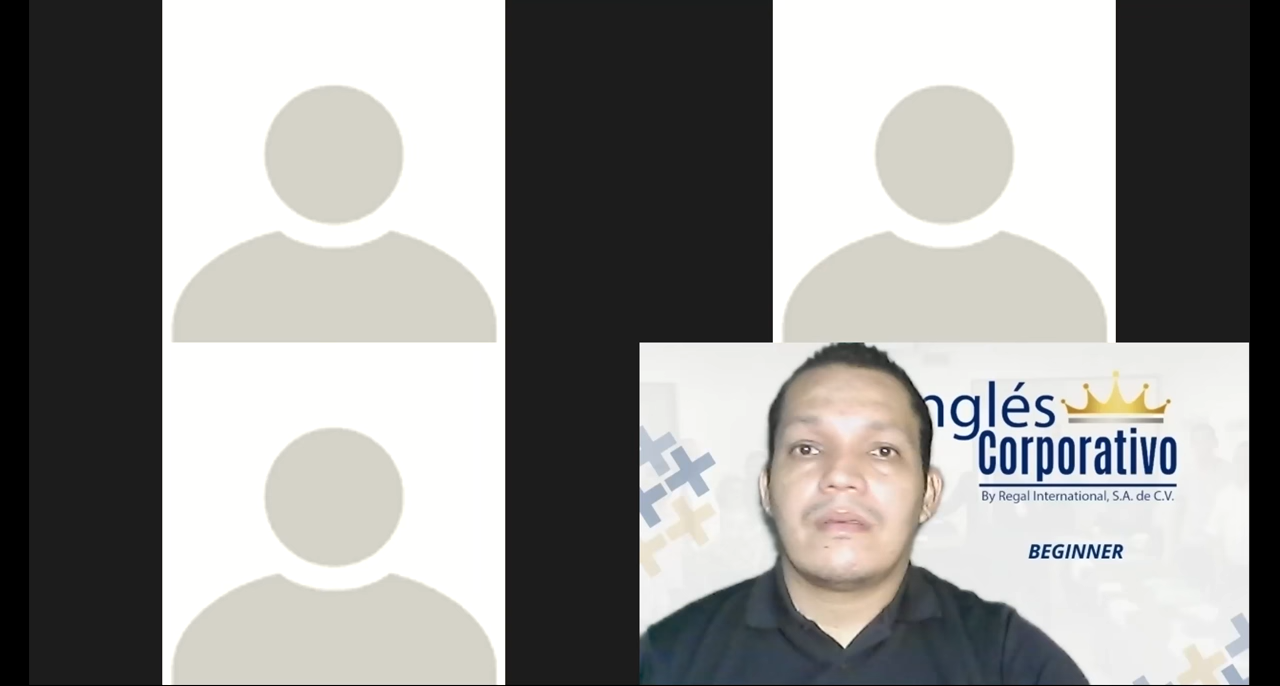 nglés
Corporativo
By Regal International, S.A. de C.V.
BEGINNER